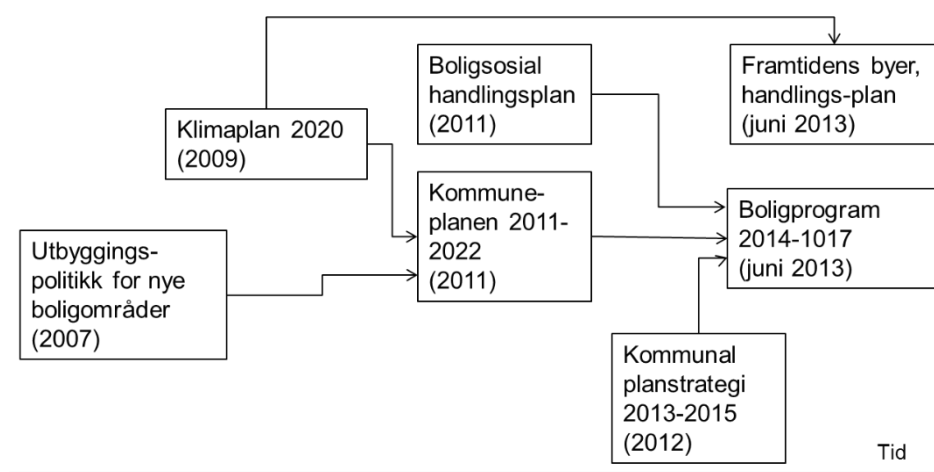 Boligsosial
handlingsplan
(2011)
Framtidens byer,
handlings-plan
(juni 2013)
Klimaplan 2020
(2009)
Kommune-
planen 2011-
2022
(2011)
Boligprogram
2014-1017
(juni 2013)
Utbyggings-
politikk for nye
boligområder
(2007)
Kommunal
planstrategi
2013-2015
(2012)
Tid